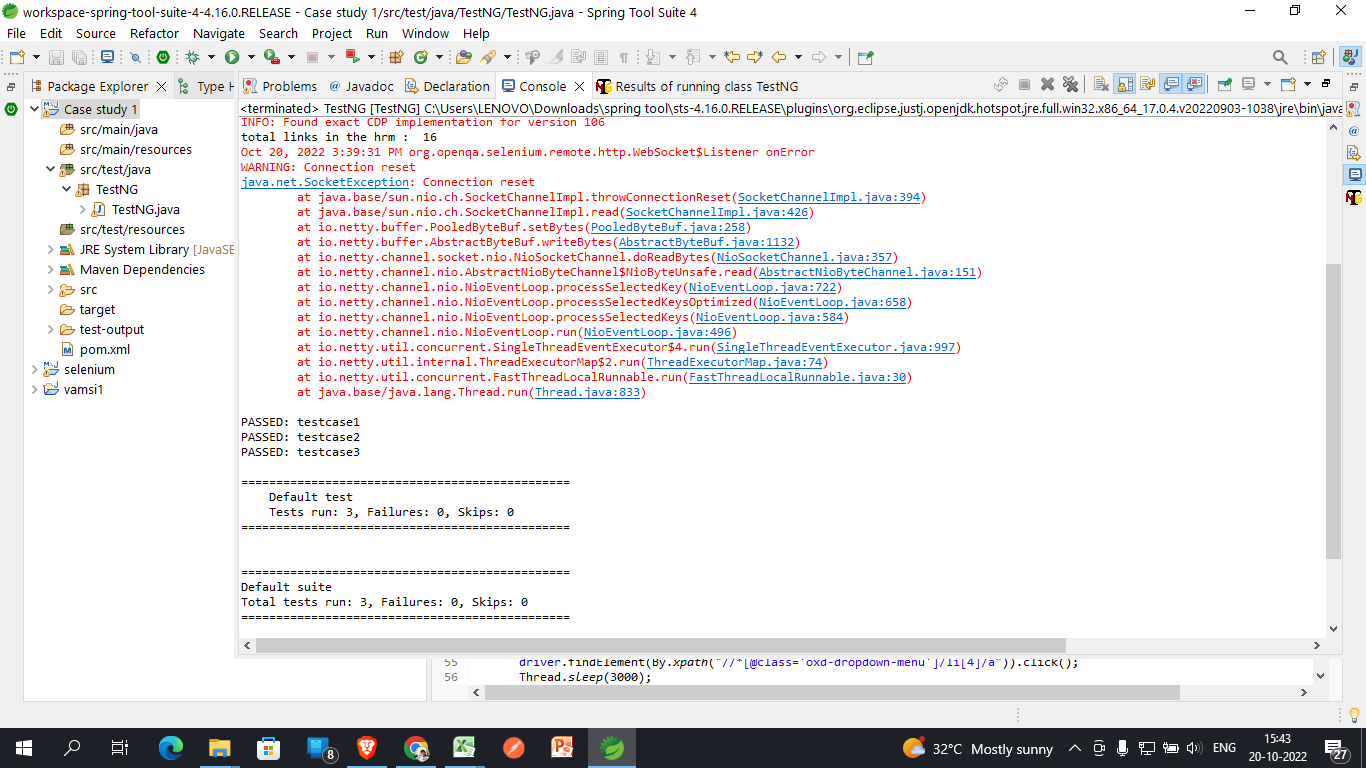 workspace-spring-tool-suite-4-4.16.0.RELEASE - Case study 1/src/test/java/TestNG/TestNG.java - Spring Tool Suite 4
File Edit Source Refactor Navigate Search Project Run Window Help
Package Explorer Type H
Problems @ Javadoc Declaration Console Results of running class TestNG
<terminated> TestNG [TestNG] C:\Users\LENOVO\Downloads\spring tool\sts-4.16.0.RELEASE\plugins\org.eclipse.justj.openjdk.hotspot.jre.full.win32.x86_64_17.0.4.v20220903-1038\jre\bin\java
Case study 1
src/main/java
src/main/resources
src/test/java
TestNG
TestNG.java
src/test/resources
JRE System Library [JavaSE
Maven Dependencies
src
target
test-output
pom.xml
selenium
vamsi1
INFO: Found exact CDP implementation for version 106
total links in the hrm :  16
Oct 20, 2022 3:39:31 PM org.openqa.selenium.remote.http.WebSocket$Listener onError
WARNING: Connection reset
java.net.SocketException: Connection reset
at java.base/sun.nio.ch.SocketChannelImpl.throwConnectionReset(SocketChannelImpl.java:394)
at java.base/sun.nio.ch.SocketChannelImpl.read(SocketChannelImpl.java:426)
at io.netty.buffer.PooledByteBuf.setBytes(PooledByteBuf.java:258)
at io.netty.buffer.AbstractByteBuf.writeBytes(AbstractByteBuf.java:1132)
at io.netty.channel.socket.nio.NioSocketChannel.doReadBytes(NioSocketChannel.java:357)
at io.netty.channel.nio.AbstractNioByteChannel$NioByteUnsafe.read(AbstractNioByteChannel.java:151)
at io.netty.channel.nio.NioEventLoop.processSelectedKey(NioEventLoop.java:722)
at io.netty.channel.nio.NioEventLoop.processSelectedKeysOptimized(NioEventLoop.java:658)
at io.netty.channel.nio.NioEventLoop.processSelectedKeys(NioEventLoop.java:584)
at io.netty.channel.nio.NioEventLoop.run(NioEventLoop.java:496)
at io.netty.util.concurrent.SingleThreadEventExecutor$4.run(SingleThreadEventExecutor.java:997)
at io.netty.util.internal.ThreadExecutorMap$2.run(ThreadExecutorMap.java:74)
at io.netty.util.concurrent.FastThreadLocalRunnable.run(FastThreadLocalRunnable.java:30)
at java.base/java.lang.Thread.run(Thread.java:833)
PASSED: testcase1
PASSED: testcase2
PASSED: testcase3
===============================================
Default test
Tests run: 3, Failures: 0, Skips: 0
===============================================
===============================================
Default suite
Total tests run: 3, Failures: 0, Skips: 0
===============================================
55 driver.findElement(By.xpath("//*[@class='oxd-dropdown-menu']/li[4]/a")).click();
56 Thread.sleep(3000);
8
32°C Mostly sunny
ENG
15:43
20-10-2022
27